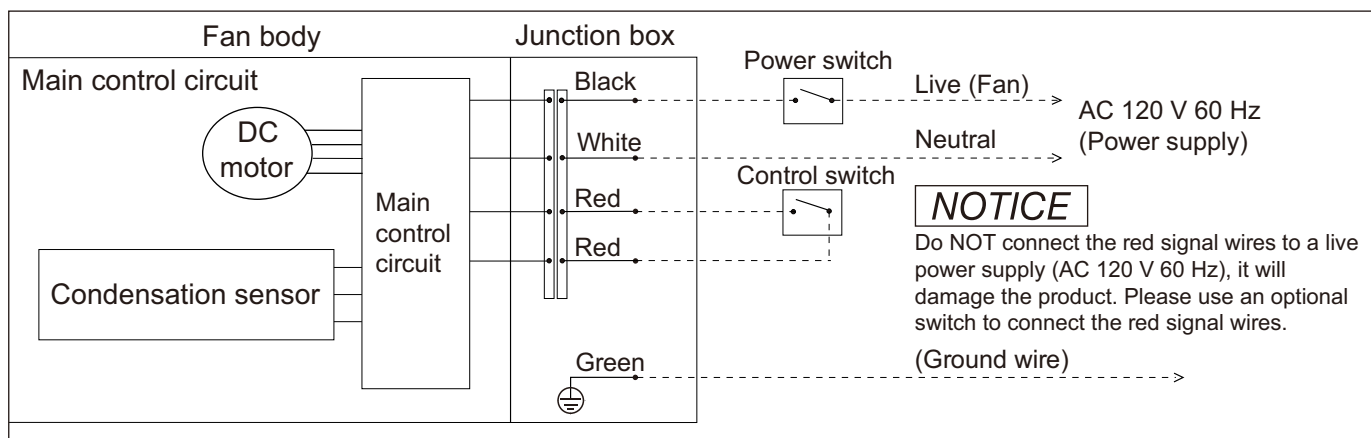 Fan body
Junction box
Main control circuit
DC
motor
Condensation sensor
Main
control
circuit
Black
White
Red
Red
Green
Power switch
Live (Fan)
Neutral
AC 120 V 60 Hz
(Power supply)
Control switch
NOTICE
Do NOT connect the red signal wires to a live
power supply (AC 120 V 60 Hz), it will
damage the product. Please use an optional
switch to connect the red signal wires.
(Ground wire)